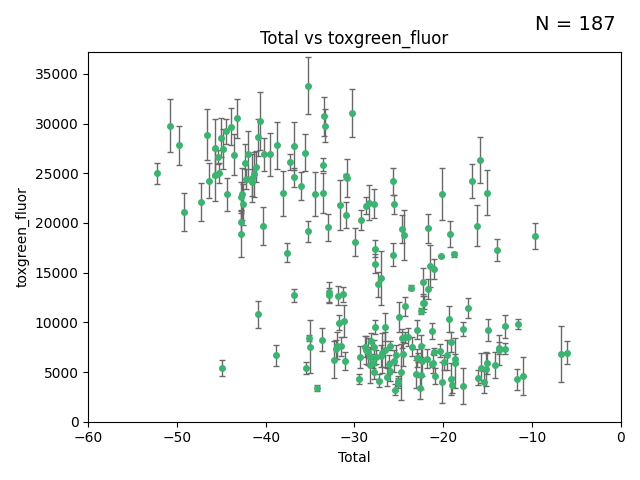 N = 187
Total vs toxgreen_fluor
toxgreen_fluor
35000
30000
25000
20000
15000
10000
5000
0
−60 −50 −40 −30 −20 −10 0
Total